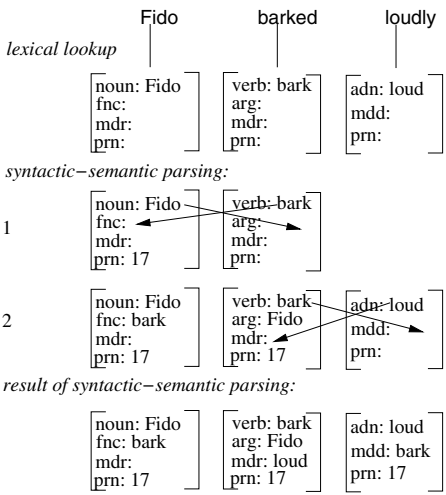 Fido barked loudly
lexical lookup
noun: Fido verb: bark adn: loud
fnc: arg: mdd:
mdr: mdr: prn:
prn: prn:
syntactic−semantic parsing:
1
noun: Fido verb: bark
fnc: arg:
mdr: mdr:
prn: 17 prn:
2
noun: Fido verb: bark adn: loud
fnc: bark arg: Fido mdd:
mdr: mdr: prn:
prn: 17 prn: 17
result of syntactic−semantic parsing:
noun: Fido verb: bark adn: loud
fnc: bark arg: Fido mdd: bark
mdr: mdr: loud prn: 17
prn: 17 prn: 17